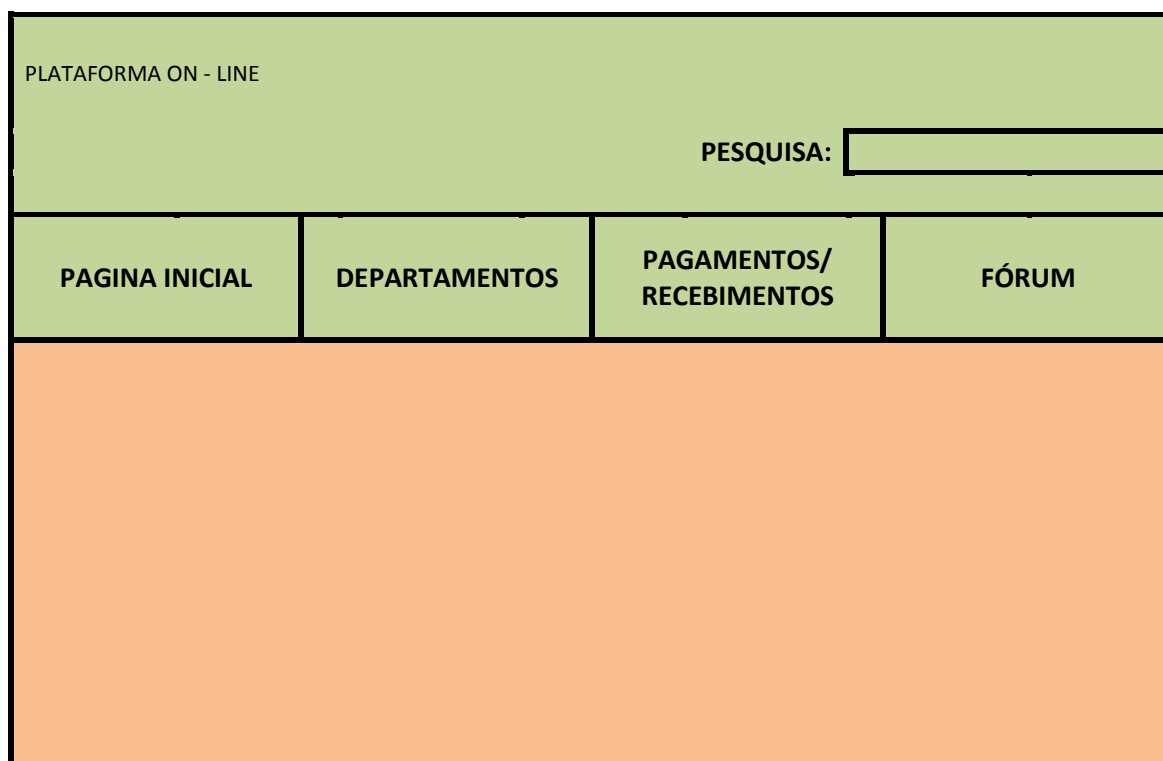 PLATAFORMA ON - LINE
PESQUISA:
PAGINA INICIAL
DEPARTAMENTOS
PAGAMENTOS/
RECEBIMENTOS
FÓRUM